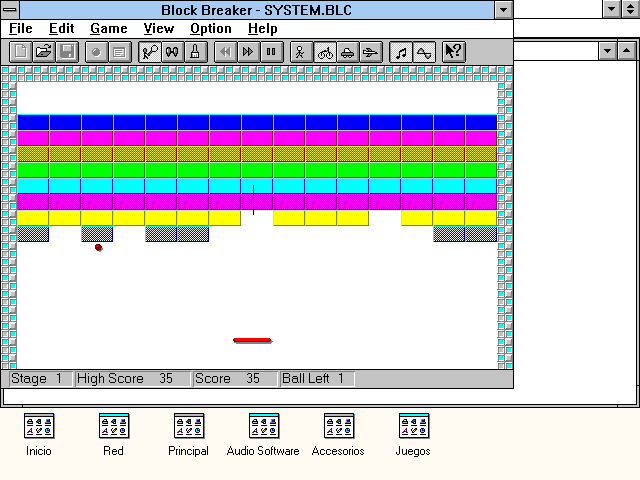 Block Breaker - SYSTEM.BLC
File Edit Game View Option Help
Stage 1 High Score 35 Score 35 Ball Left 1
Inicio Red Principal Audio Software Accesorios Juegos